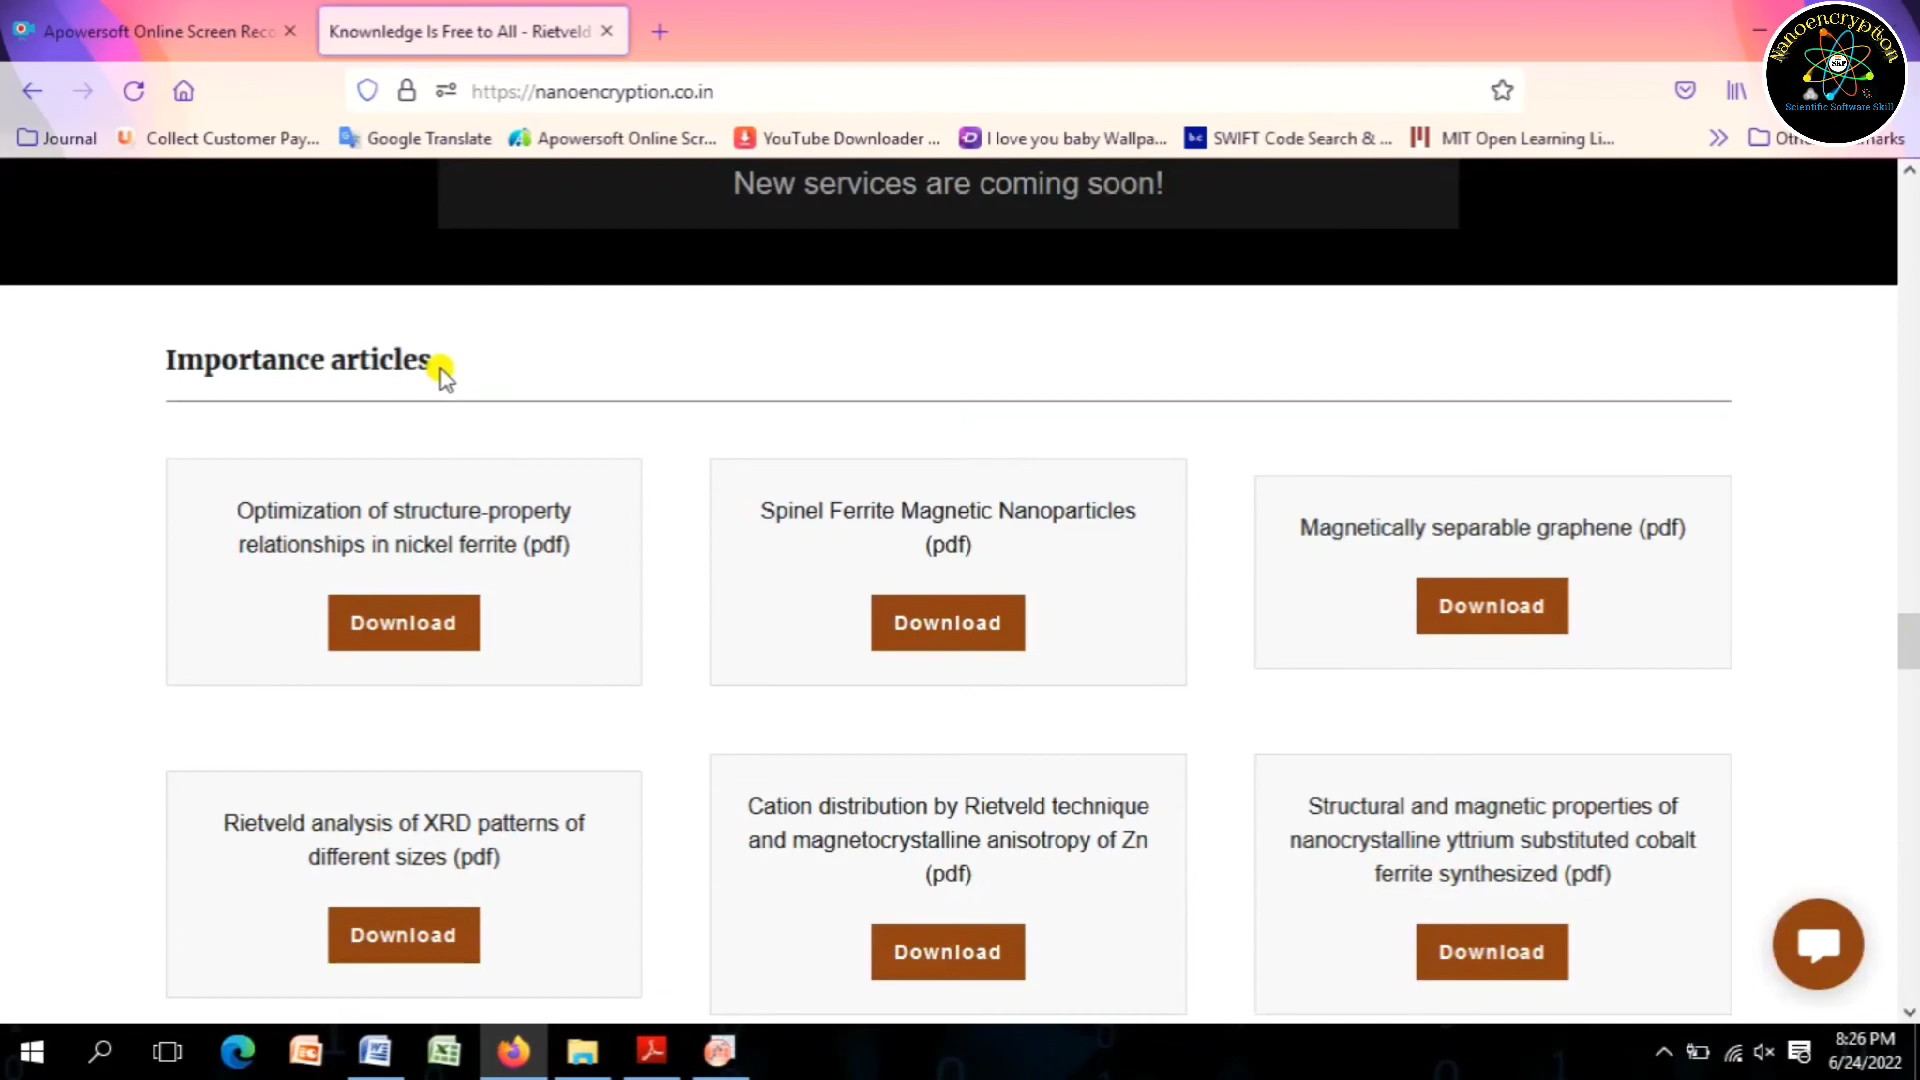 Apowersoft Online Screen Reco
Knownledge Is Free to All - Rietveld
https://nanoencryption.co.in
Nanoencryption
SKP
Scientific Software Skill
Journal
Collect Customer Pay...
Google Translate
Apowersoft Online Scr...
YouTube Downloader ...
I love you baby Wallpa...
SWIFT Code Search & ...
MIT Open Learning Li...
New services are coming soon!
Importance articles
Optimization of structure-property
relationships in nickel ferrite (pdf)
Download
Spinel Ferrite Magnetic Nanoparticles
(pdf)
Download
Magnetically separable graphene (pdf)
Download
Rietveld analysis of XRD patterns of
different sizes (pdf)
Download
Cation distribution by Rietveld technique
and magnetocrystalline anisotropy of Zn
(pdf)
Download
Structural and magnetic properties of
nanocrystalline yttrium substituted cobalt
ferrite synthesized (pdf)
Download
8:26 PM
6/24/2022